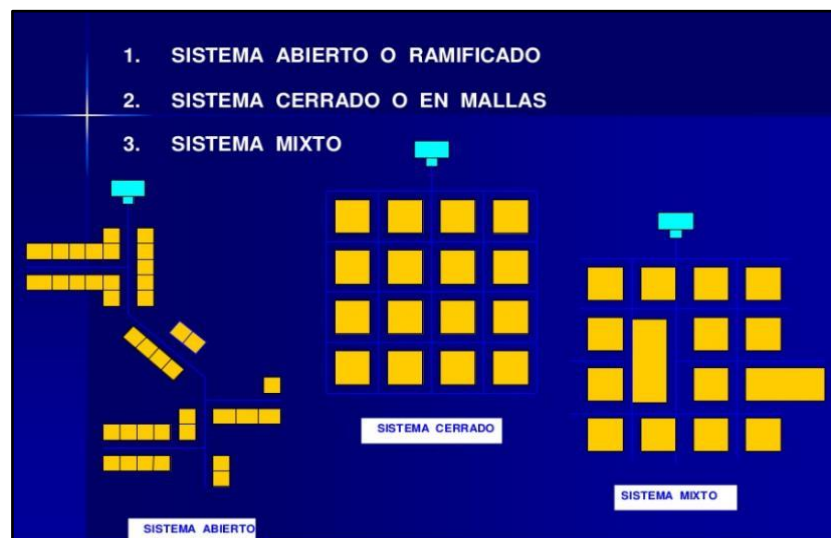 1. SISTEMA ABIERTO O RAMIFICADO
2. SISTEMA CERRADO O EN MALLAS
3. SISTEMA MIXTO
SISTEMA CERRADO
SISTEMA MIXTO
SISTEMA ABIERTO